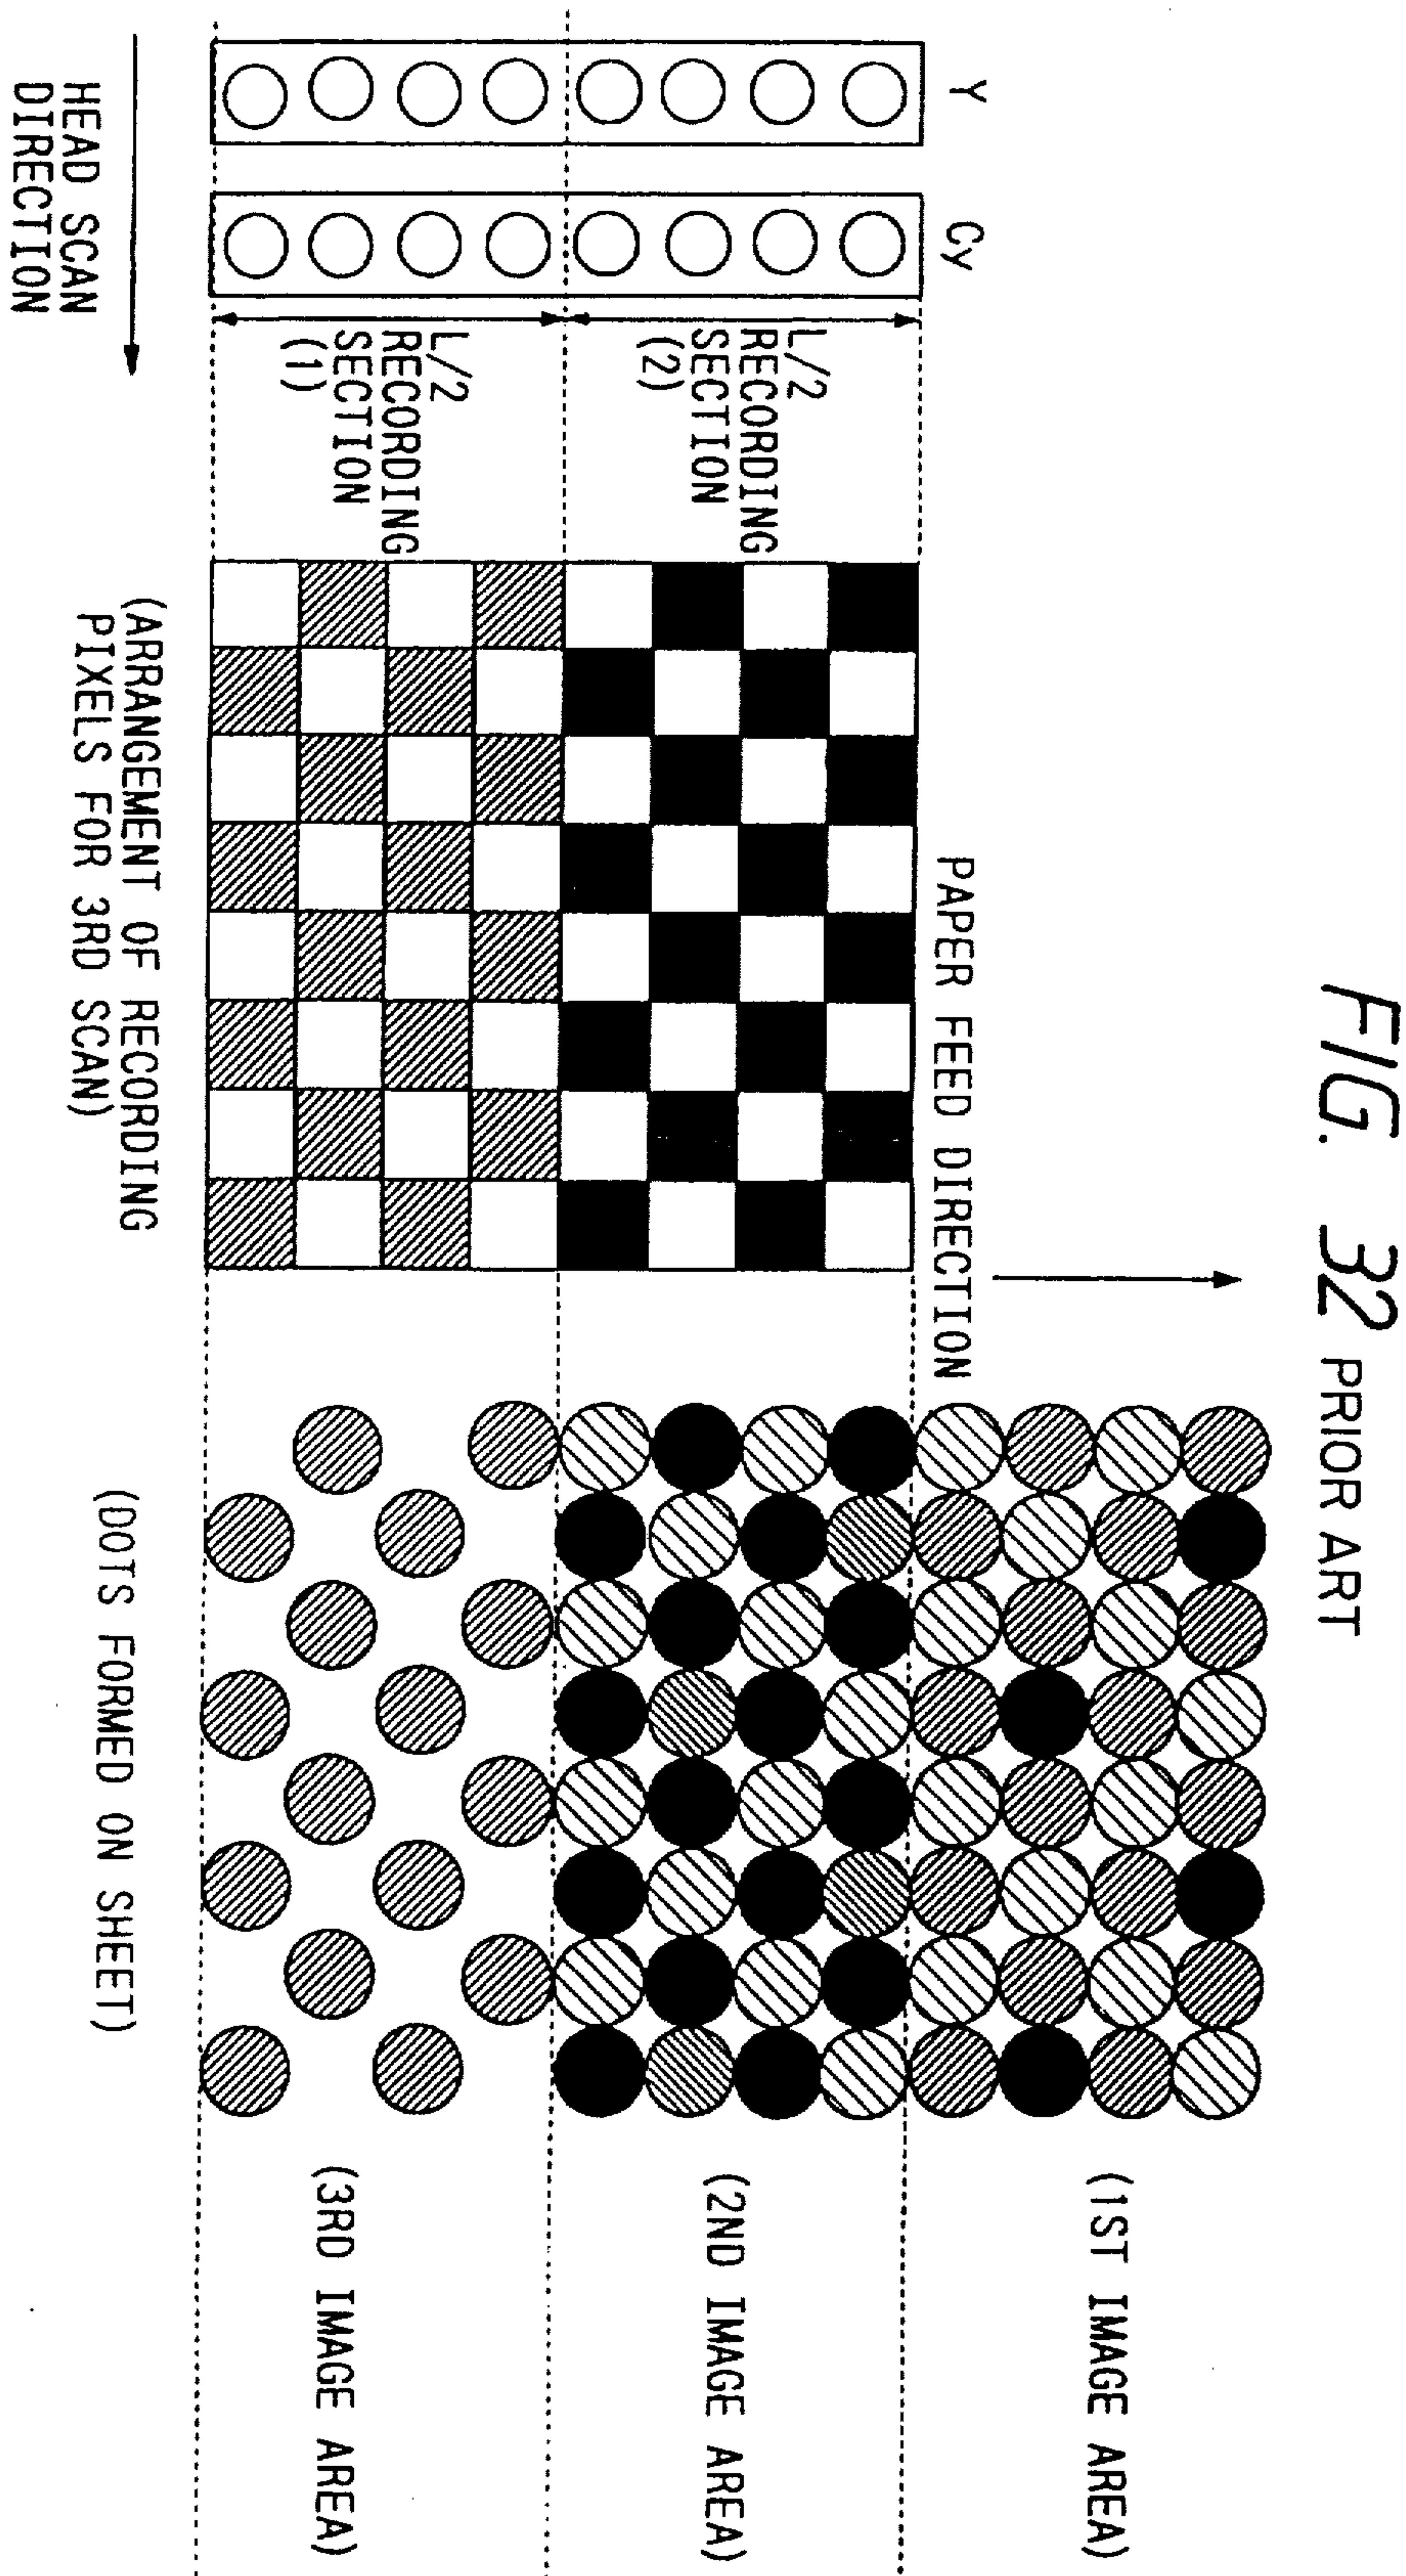 FIG. 32 PRIOR ART
PAPER FEED DIRECTION
Y
Cy
L/2
RECORDING
SECTION
(2)
L/2
RECORDING
SECTION
(1)
HEAD SCAN
DIRECTION
(ARRANGEMENT OF RECORDING
PIXELS FOR 3RD SCAN)
(DOTS FORMED ON SHEET)
(1ST IMAGE AREA)
(2ND IMAGE AREA)
(3RD IMAGE AREA)